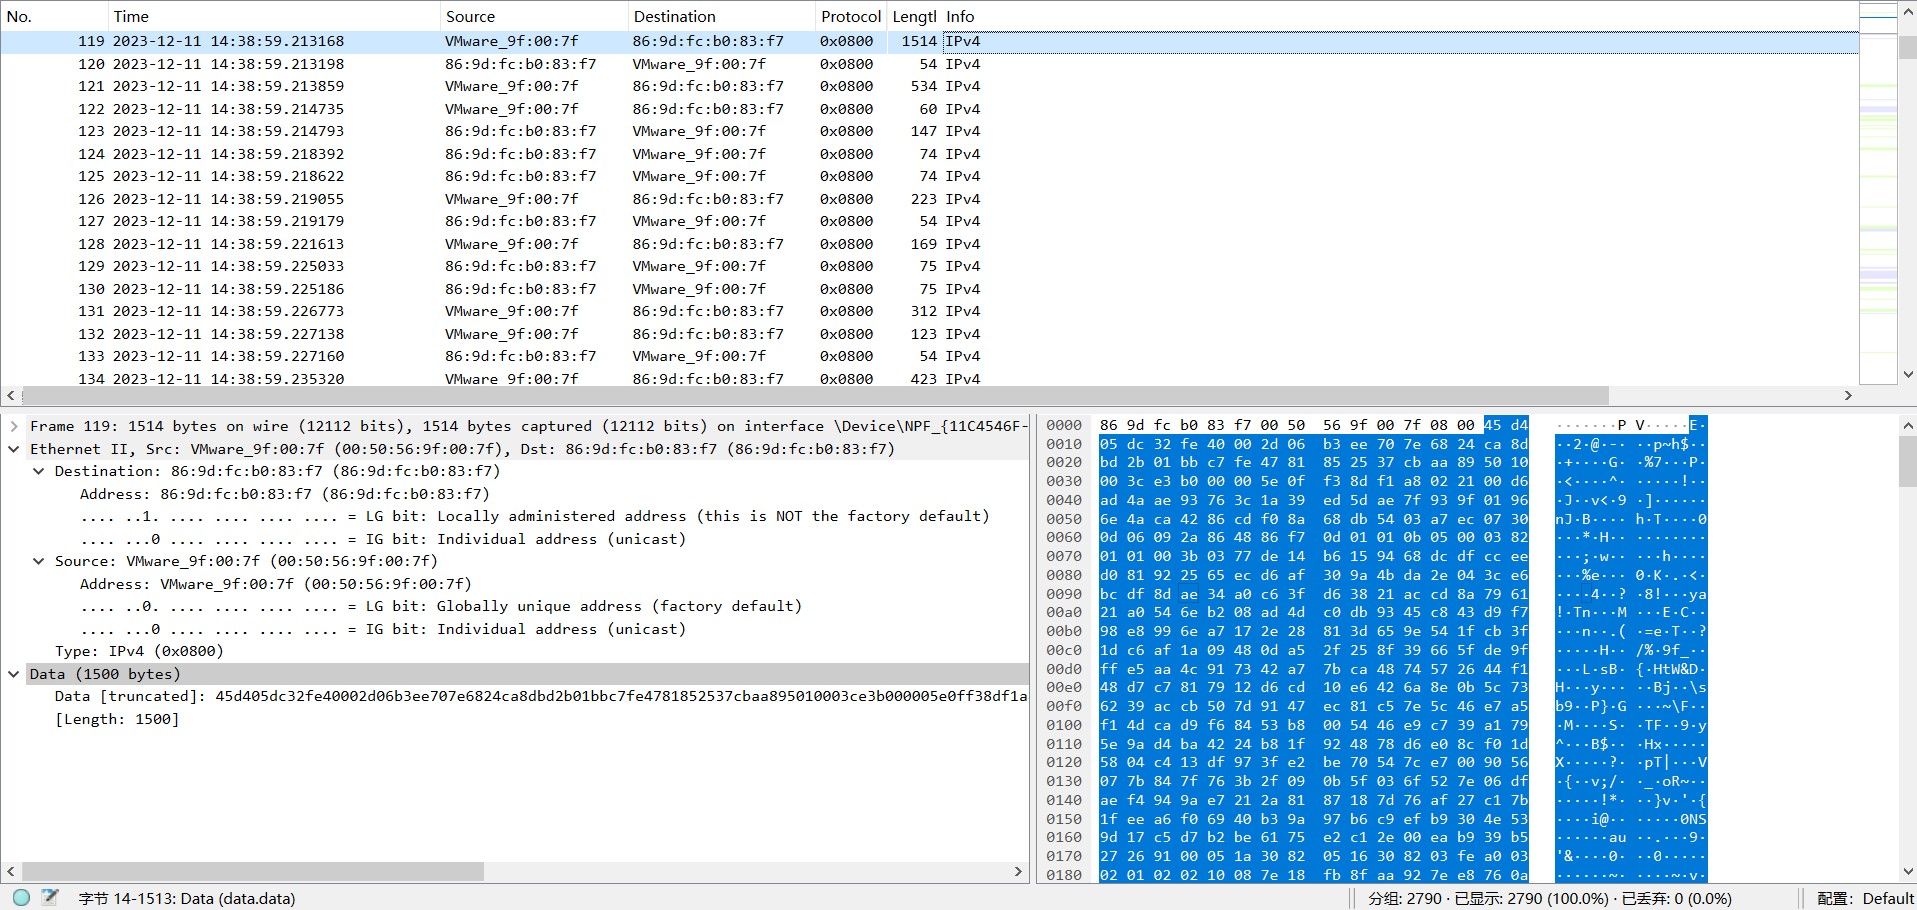 No. Time Source Destination Protocol Lengtl Info
119 2023-12-11 14:38:59.213168 VMware_9f:00:7f 86:9d:fc:b0:83:f7 0x0800 1514 IPv4
120 2023-12-11 14:38:59.213198 86:9d:fc:b0:83:f7 VMware_9f:00:7f 0x0800 54 IPv4
121 2023-12-11 14:38:59.213859 VMware_9f:00:7f 86:9d:fc:b0:83:f7 0x0800 534 IPv4
122 2023-12-11 14:38:59.214735 VMware_9f:00:7f 86:9d:fc:b0:83:f7 0x0800 60 IPv4
123 2023-12-11 14:38:59.214793 86:9d:fc:b0:83:f7 VMware_9f:00:7f 0x0800 147 IPv4
124 2023-12-11 14:38:59.218392 86:9d:fc:b0:83:f7 VMware_9f:00:7f 0x0800 74 IPv4
125 2023-12-11 14:38:59.218622 86:9d:fc:b0:83:f7 VMware_9f:00:7f 0x0800 74 IPv4
126 2023-12-11 14:38:59.219055 VMware_9f:00:7f 86:9d:fc:b0:83:f7 0x0800 223 IPv4
127 2023-12-11 14:38:59.219179 86:9d:fc:b0:83:f7 VMware_9f:00:7f 0x0800 54 IPv4
128 2023-12-11 14:38:59.221613 VMware_9f:00:7f 86:9d:fc:b0:83:f7 0x0800 169 IPv4
129 2023-12-11 14:38:59.225033 86:9d:fc:b0:83:f7 VMware_9f:00:7f 0x0800 75 IPv4
130 2023-12-11 14:38:59.225186 86:9d:fc:b0:83:f7 VMware_9f:00:7f 0x0800 75 IPv4
131 2023-12-11 14:38:59.226773 VMware_9f:00:7f 86:9d:fc:b0:83:f7 0x0800 312 IPv4
132 2023-12-11 14:38:59.227138 VMware_9f:00:7f 86:9d:fc:b0:83:f7 0x0800 123 IPv4
133 2023-12-11 14:38:59.227160 86:9d:fc:b0:83:f7 VMware_9f:00:7f 0x0800 54 IPv4
134 2023-12-11 14:38:59.235320 VMware_9f:00:7f 86:9d:fc:b0:83:f7 0x0800 423 IPv4
Frame 119: 1514 bytes on wire (12112 bits), 1514 bytes captured (12112 bits) on interface \Device\NPF_{11C4546F-
Ethernet II, Src: VMware_9f:00:7f (00:50:56:9f:00:7f), Dst: 86:9d:fc:b0:83:f7 (86:9d:fc:b0:83:f7)
Destination: 86:9d:fc:b0:83:f7 (86:9d:fc:b0:83:f7)
Address: 86:9d:fc:b0:83:f7 (86:9d:fc:b0:83:f7)
.... ..1. .... .... .... .... = LG bit: Locally administered address (this is NOT the factory default)
.... ...0 .... .... .... .... = IG bit: Individual address (unicast)
Source: VMware_9f:00:7f (00:50:56:9f:00:7f)
Address: VMware_9f:00:7f (00:50:56:9f:00:7f)
.... ..0. .... .... .... .... = LG bit: Globally unique address (factory default)
.... ...0 .... .... .... .... = IG bit: Individual address (unicast)
Type: IPv4 (0x0800)
Data (1500 bytes)
Data [truncated]: 45d405dc32fe40002d06b3ee707e6824ca8dbd2b01bbc7fe4781852537cbaa895010003ce3b000005e0ff38df1a
[Length: 1500]
0000 86 9d fc b0 83 f7 00 50 56 9f 00 7f 08 00 45 d4 ·······P V·····E·
0010 05 dc 32 fe 40 00 2d 06 b3 ee 70 7e 68 24 ca 8d ··2·@·-· ··p~h$··
0020 bd 2b 01 bb c7 fe 47 81 85 25 37 cb aa 89 50 10 ·+····G· ·%7···P·
0030 00 3c e3 b0 00 00 5e 0f f3 8d f1 a8 02 21 00 d6 ·<····^· ·····!··
0040 ad 4a ae 93 76 3c 1a 39 ed 5d ae 7f 93 9f 01 96 ·J··v<·9 ·]······
0050 6e 4a ca 42 86 cd f0 8a 68 db 54 03 a7 ec 07 30 nJ·B···· h·T····0
0060 0d 06 09 2a 86 48 86 f7 0d 01 01 0b 05 00 03 82 ···*·H·· ········
0070 01 01 00 3b 03 77 de 14 b6 15 94 68 dc df cc ee ···;·w·· ···h····
0080 d0 81 92 25 65 ec d6 af 30 9a 4b da 2e 04 3c e6 ···%e··· 0·K·.·<·
0090 bc df 8d ae 34 a0 c6 3f d6 38 21 ac cd 8a 79 61 ····4··? ·8!···ya
00a0 21 a0 54 6e b2 08 ad 4d c0 db 93 45 c8 43 d9 f7 !·Tn···M ···E·C··
00b0 98 e8 99 6e a7 17 2e 28 81 3d 65 9e 54 1f cb 3f ···n··.( ·=e·T··?
00c0 1d c6 af 1a 09 48 0d a5 2f 25 8f 39 66 5f de 9f ·····H·· /%·9f_··
00d0 ff e5 aa 4c 91 73 42 a7 7b ca 48 74 57 26 44 f1 ···L·sB· {·HtW&D·
00e0 48 d7 c7 81 79 12 d6 cd 10 e6 42 6a 8e 0b 5c 73 H···y··· ··Bj··\s
00f0 62 39 ac cb 50 7d 91 47 ec 81 c5 7e 5c 46 e7 a5 b9··P}·G ···~\F··
0100 f1 4d ca d9 f6 84 53 b8 00 54 46 e9 c7 39 a1 79 ·M····S· ·TF··9·y
0110 5e 9a d4 ba 42 24 b8 1f 92 48 78 d6 e0 8c f0 1d ^···B$·· ·Hx·····
0120 58 04 c4 13 df 97 3f e2 be 70 54 7c e7 00 90 56 X·····?· ·pT|···V
0130 07 7b 84 7f 76 3b 2f 09 0b 5f 03 6f 52 7e 06 df ·{··v;/· ·_·oR~··
0140 ae f4 94 9a e7 21 2a 81 87 18 7d 76 af 27 c1 7b ·····!*· ··}v·'·{
0150 1f ee a6 f0 69 40 b3 9a 97 b6 c9 ef b9 30 4e 53 ····i@·· ·····0NS
0160 9d 17 c5 d7 b2 be 61 75 e2 c1 2e 00 ea b9 39 b5 ······au ··.···9·
0170 27 26 91 00 05 1a 30 82 05 16 30 82 03 fe a0 03 '&····0· ··0·····
0180 02 01 02 02 10 08 7e 18 fb 8f aa 92 7e e8 76 0a ······~· ····~·v·
字节 14-1513: Data (data.data) 分组: 2790 · 已显示: 2790 (100.0%) · 已丢弃: 0 (0.0%) 配置: Default